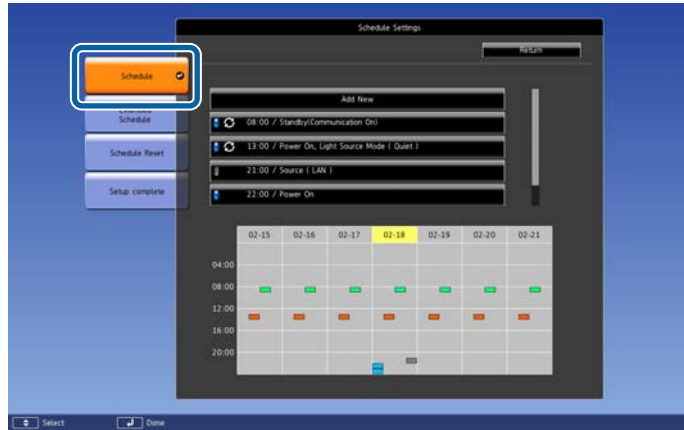 Schedule Settings
Return
Schedule
Schedule
Schedule Reset
Setup complete
Add New
08:00 / Standby(Communication On)
13:00 / Power On, Light Source Mode ( Quiet )
21:00 / Source ( LAN )
22:00 / Power On
02-15 02-16 02-17 02-18 02-19 02-20 02-21
04:00
08:00
12:00
16:00
20:00
Select Done